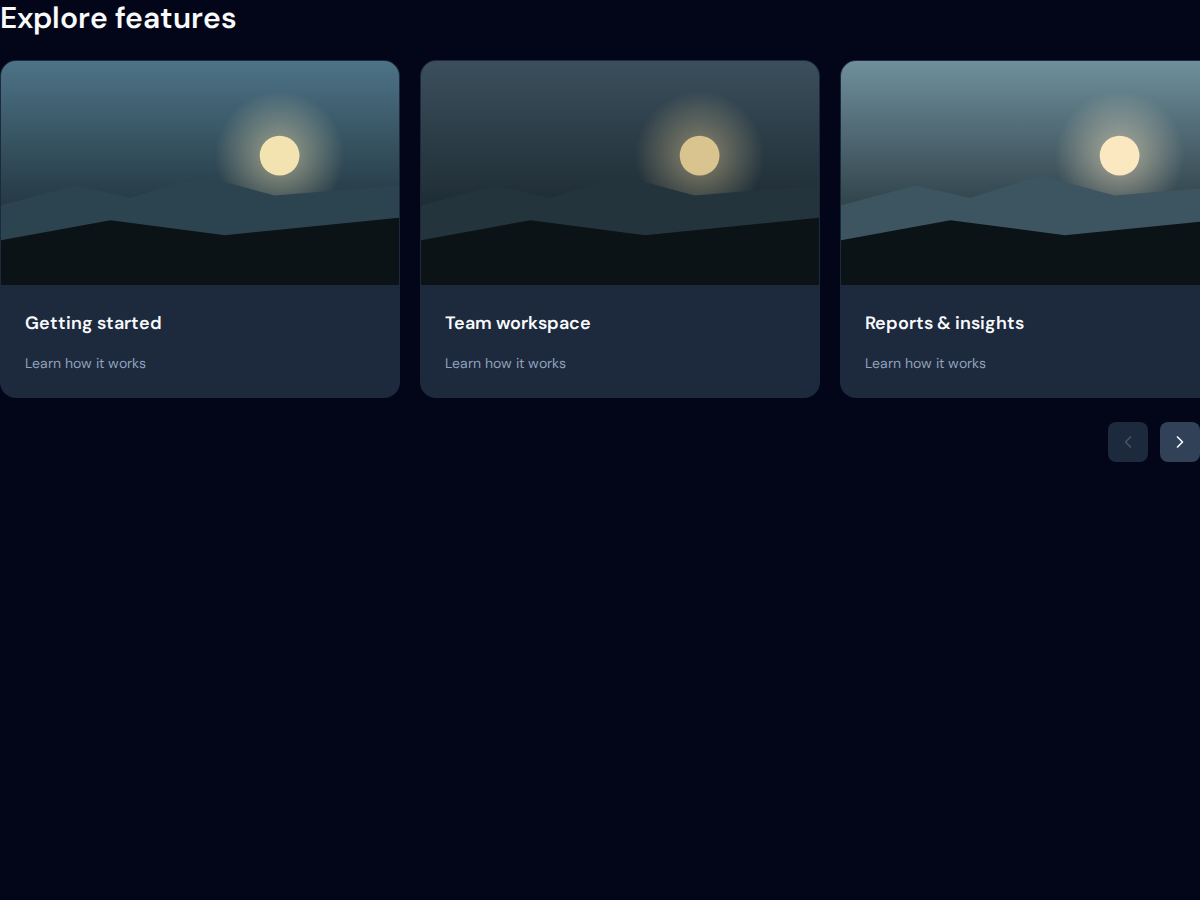 Explore features
Getting started
Learn how it works
Team workspace
Learn how it works
Reports & insights
Learn how it works